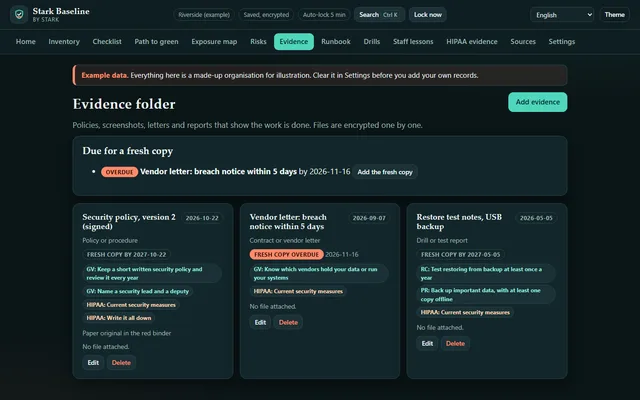 Stark Baseline
BY STARK
Riverside (example)
Saved, encrypted
Auto-lock 5 min
Search Ctrl K
Lock now
English
Theme
Home
Inventory
Checklist
Path to green
Exposure map
Risks
Evidence
Runbook
Drills
Staff lessons
HIPAA evidence
Sources
Settings
Example data. Everything here is a made-up organisation for illustration. Clear it in Settings before you add your own records.
Evidence folder
Add evidence
Policies, screenshots, letters and reports that show the work is done. Files are encrypted one by one.
Due for a fresh copy
• OVERDUE Vendor letter: breach notice within 5 days by 2026-11-16 Add the fresh copy
Security policy, version 2
(signed)
2026-10-22
Policy or procedure
FRESH COPY BY 2027-10-22
GV: Keep a short written security policy and
review it every year
GV: Name a security lead and a deputy
HIPAA: Current security measures
HIPAA: Write it all down
Paper original in the red binder
No file attached.
Edit
Delete
Vendor letter: breach
notice within 5 days
2026-09-07
Contract or vendor letter
FRESH COPY OVERDUE 2026-11-16
GV: Know which vendors hold your data or run
your systems
HIPAA: Current security measures
No file attached.
Edit
Delete
Restore test notes, USB
backup
2026-05-05
Drill or test report
FRESH COPY BY 2027-05-05
RC: Test restoring from backup at least once a
year
PR: Back up important data, with at least one
copy offline
HIPAA: Current security measures
No file attached.
Edit
Delete